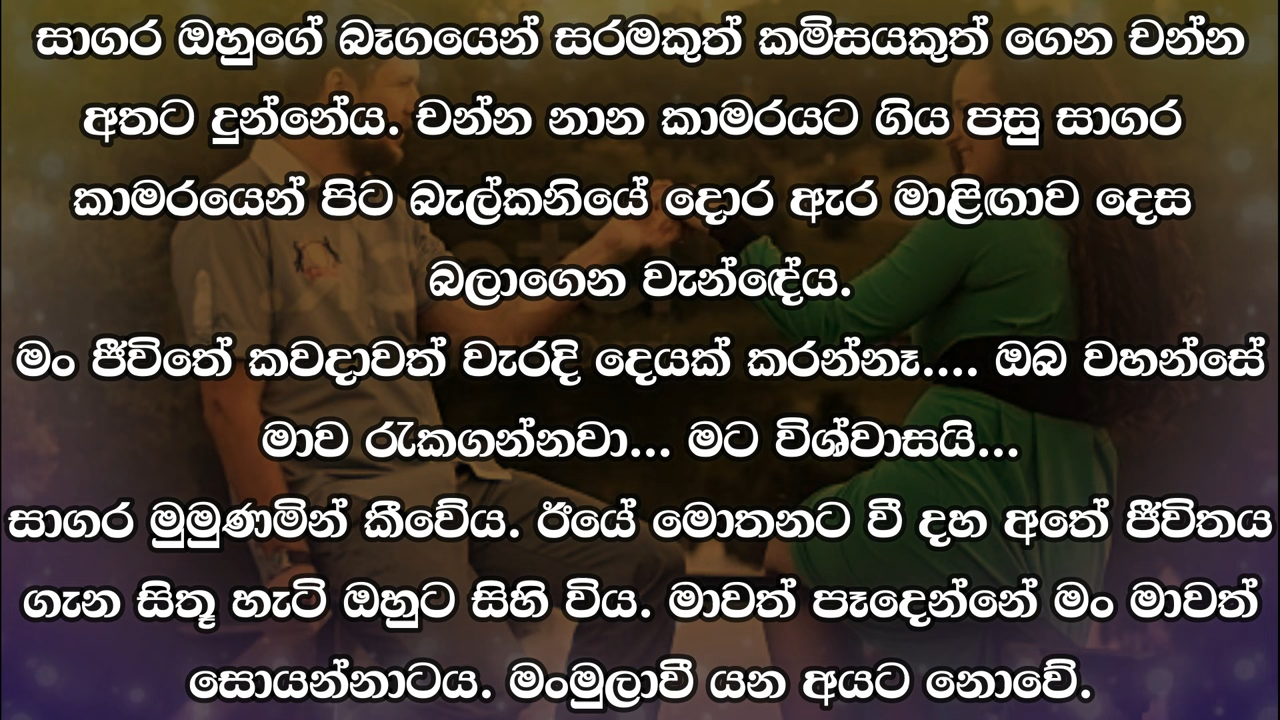 සාගර ඔහුගේ බෑගයෙන් සරමකුත් කමිසයකුත් ගෙන චන්න
අතට දුන්නේය. චන්න නාන කාමරයට ගිය පසු සාගර
කාමරයෙන් පිට බැල්කනියේ දොර ඇර මාළිඟාව දෙස
බලාගෙන වැන්ඳේය.
මං ජීවිතේ කවදාවත් වැරදි දෙයක් කරන්නෑ.... ඔබ වහන්සේ
මාව රැකගන්නවා... මට විශ්වාසයි...
සාගර මුමුණමින් කීවේය. ඊයේ මොතනට වී දහ අතේ ජීවිතය
ගැන සිතූ හැටි ඔහුට සිහි විය. මාවත් පෑදෙන්නේ මං මාවත්
සොයන්නාටය. මංමුලාවී යන අයට නොවේ.